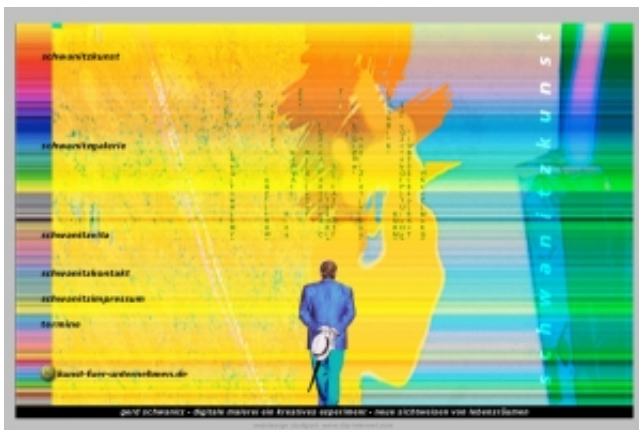 schwanitzkunst
schwanitzgalerie
schwanitzvita
schwanitzkontakt
schwanitzimpressum
termine
kunst-fuer-unternehmen.de
schwanitzkunst
gerd schwanitz - digitale malerei ein kreatives experiment - neue sichtweisen von lebensräumen